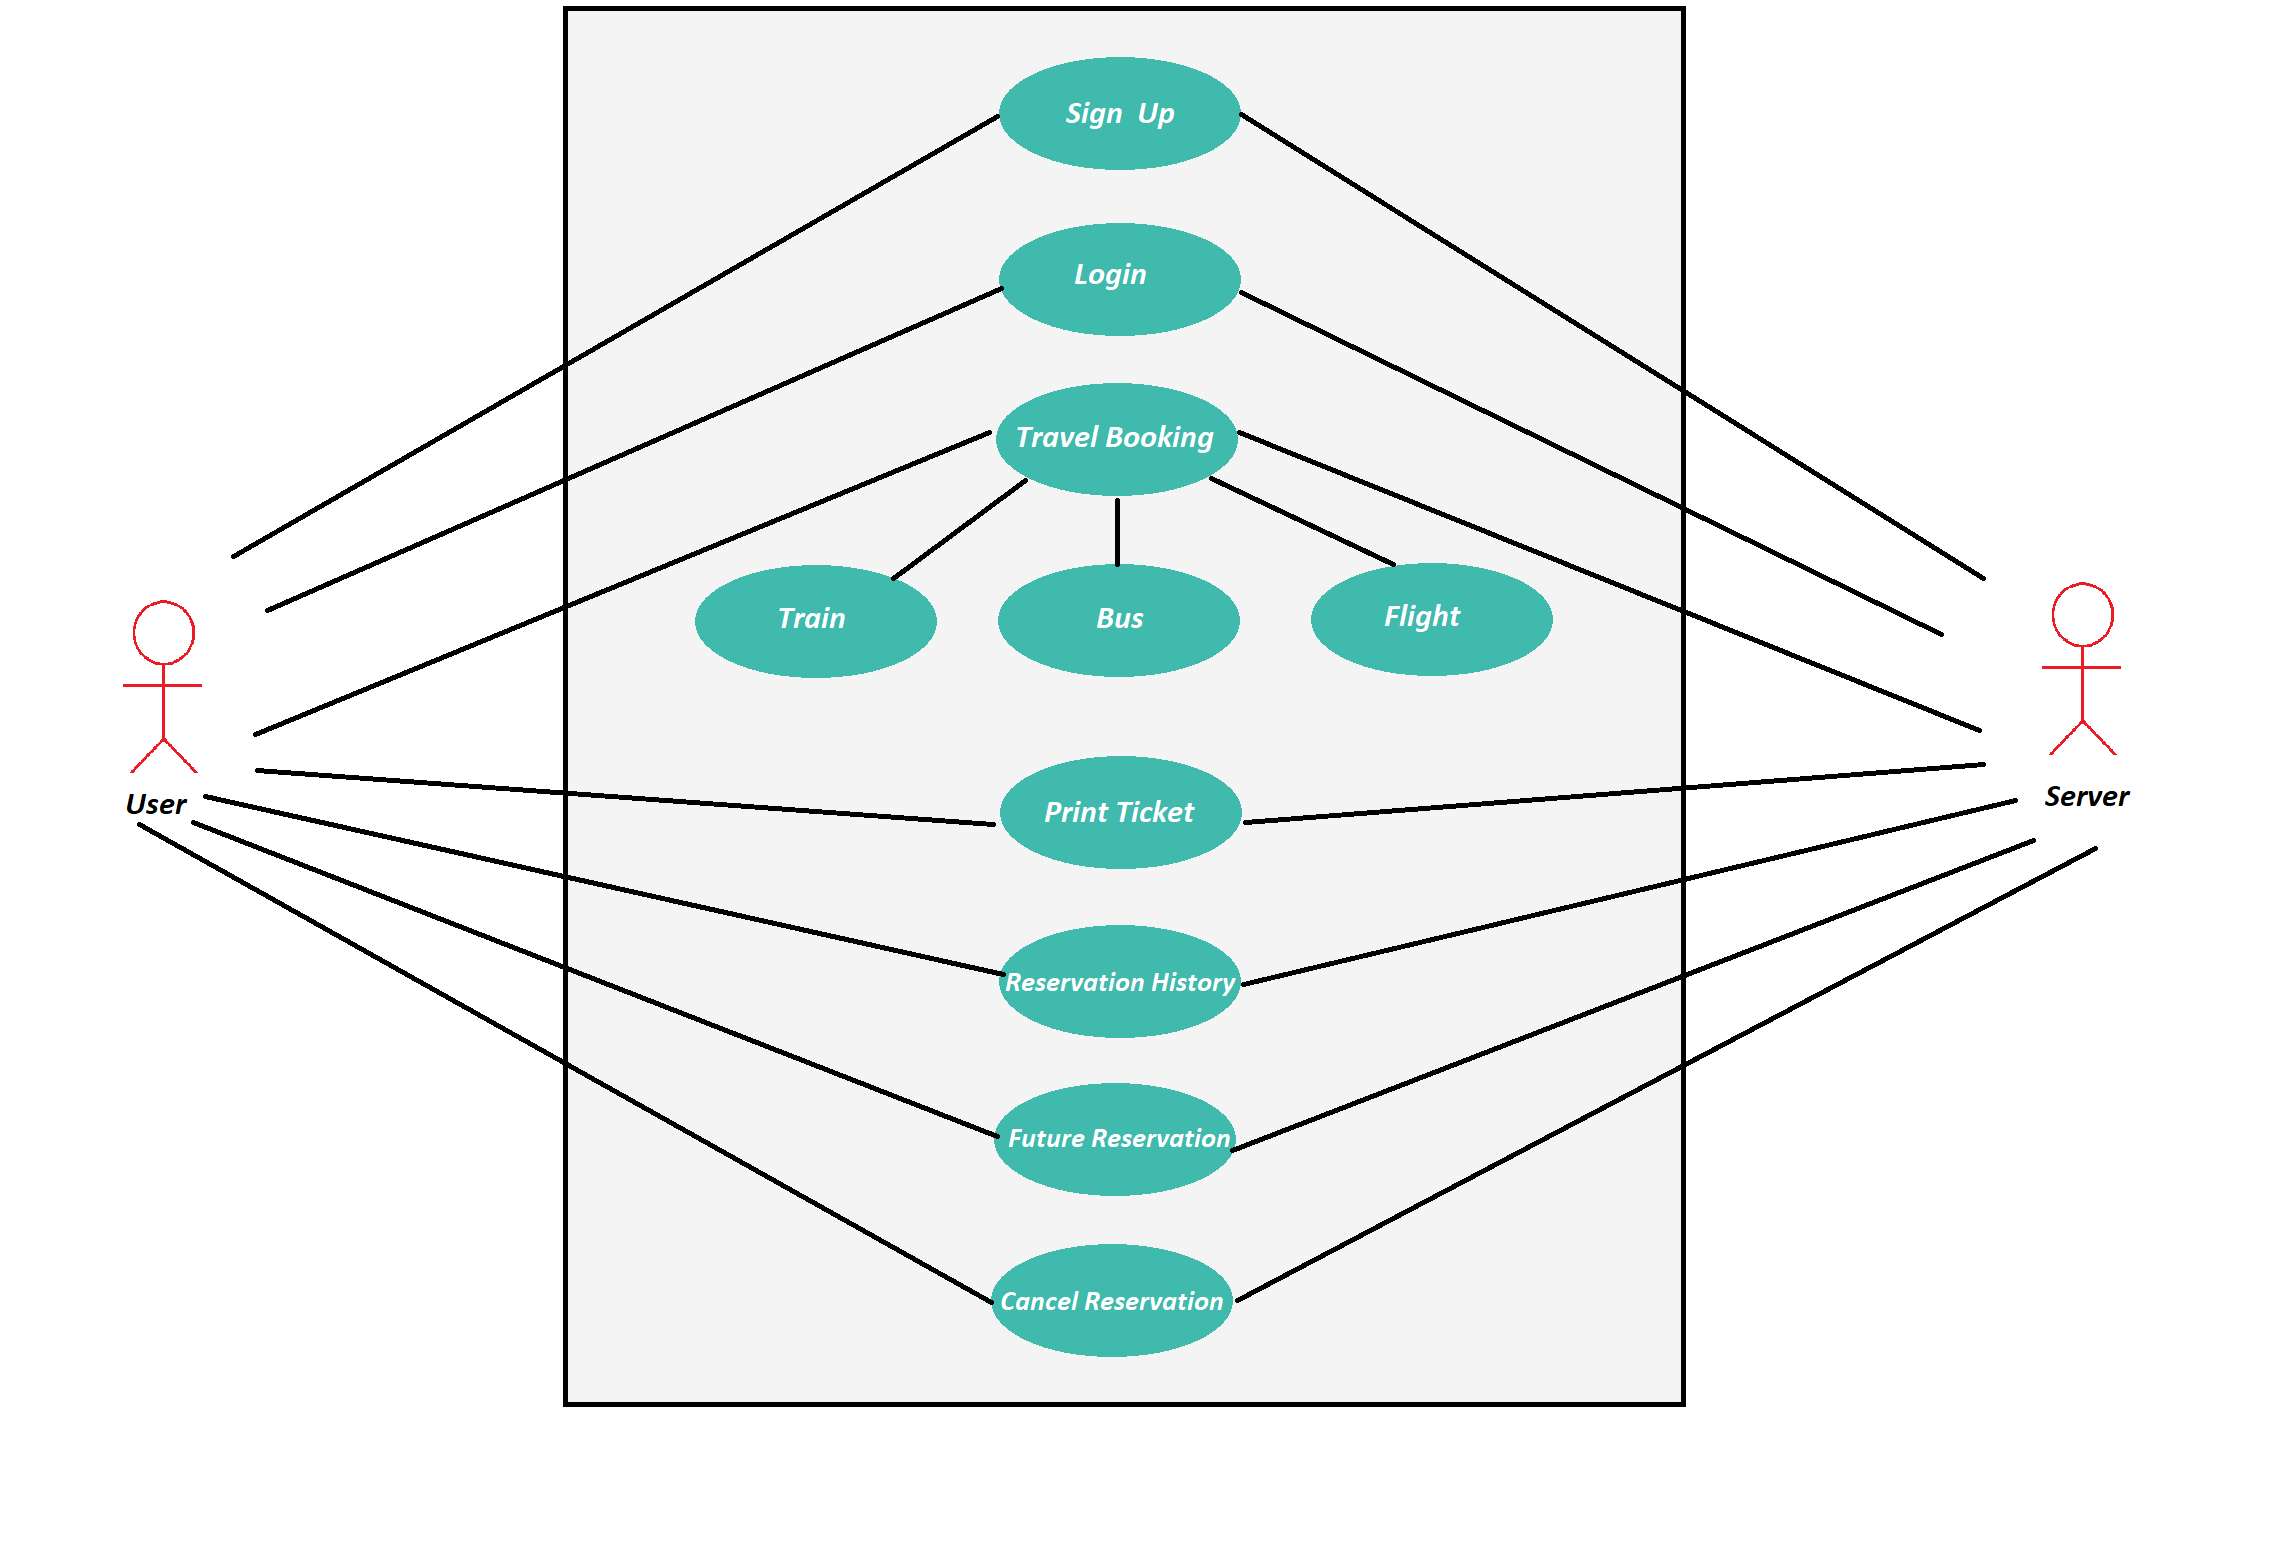 Sign  Up
Login
Travel Booking
Train
Bus
Flight
User
Server
Print Ticket
Reservation History
Future Reservation
Cancel Reservation